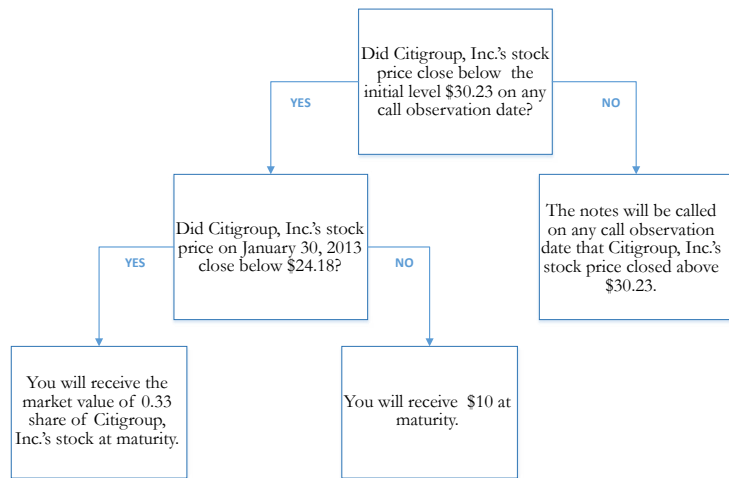 Did Citigroup, Inc.'s stock
price close below the
initial level $30.23 on any
call observation date?
YES
NO
Did Citigroup, Inc.'s stock
price on January 30, 2013
close below $24.18?
The notes will be called
on any call observation
date that Citigroup, Inc.'s
stock price closed above
$30.23.
YES
NO
You will receive the
market value of 0.33
share of Citigroup,
Inc.'s stock at maturity.
You will receive $10 at
maturity.